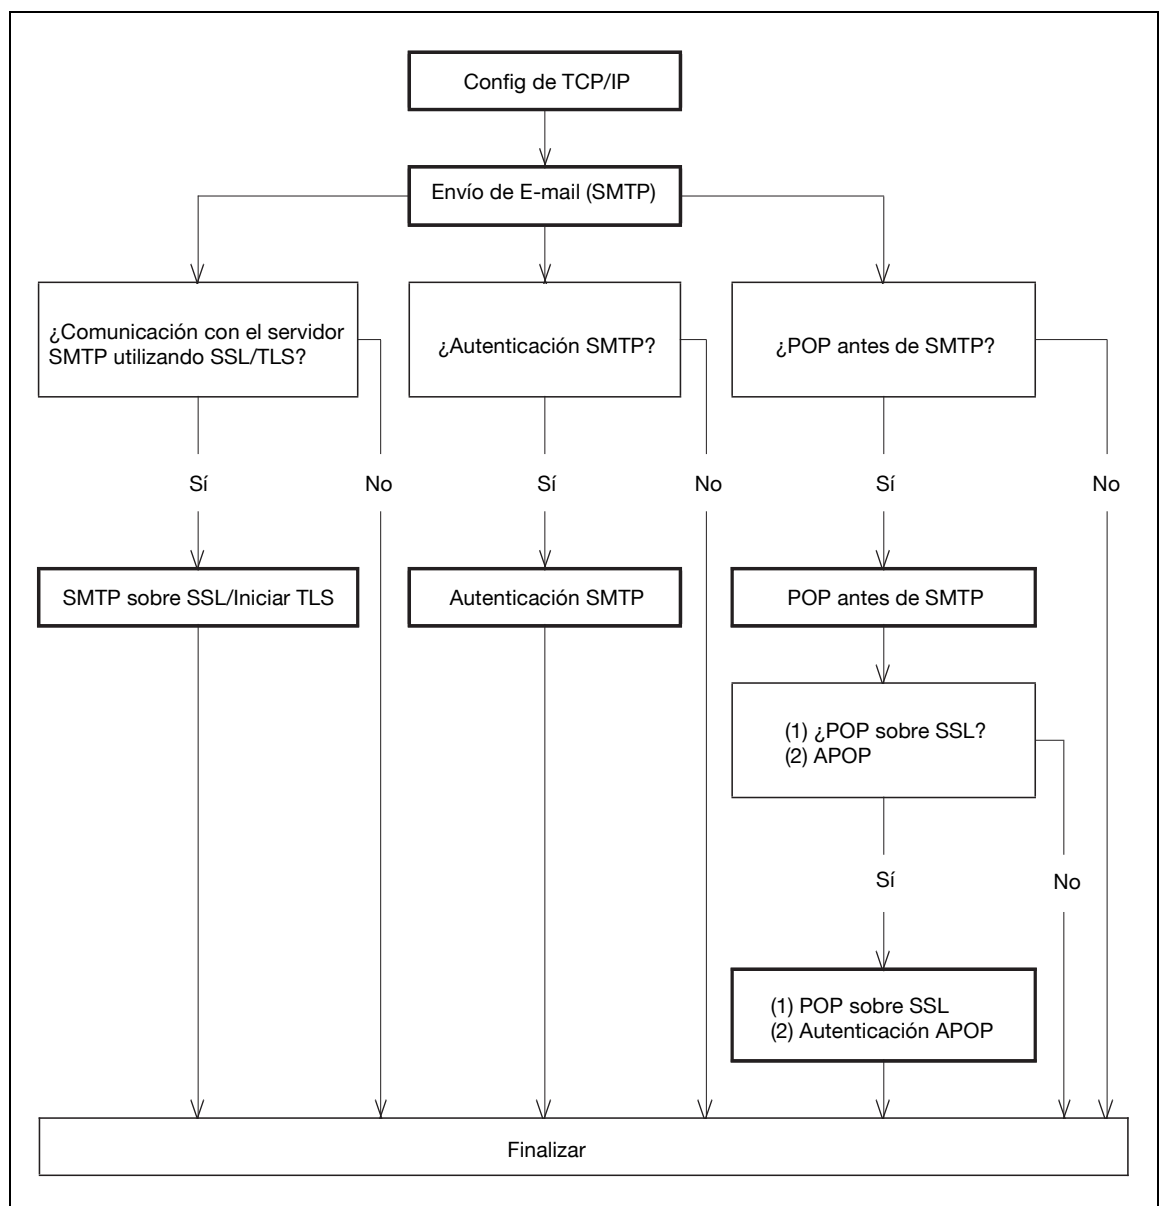 Config de TCP/IP
Envío de E-mail (SMTP)
¿Comunicación con el servidor
SMTP utilizando SSL/TLS?
¿Autenticación SMTP?
¿POP antes de SMTP?
Sí
No
Sí
No
Sí
No
SMTP sobre SSL/Iniciar TLS
Autenticación SMTP
POP antes de SMTP
(1) ¿POP sobre SSL?
(2) APOP
Sí
No
(1) POP sobre SSL
(2) Autenticación APOP
Finalizar